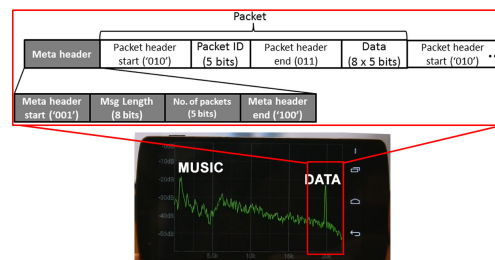 Packet
Meta header
Packet header start ('010')
Packet ID (5 bits)
Packet header end (011)
Data (8 x 5 bits)
Packet header start ('010')
...
Meta header start ('001')
Msg Length (8 bits)
No. of packets (5 bits)
Meta header end ('100')
MUSIC
DATA